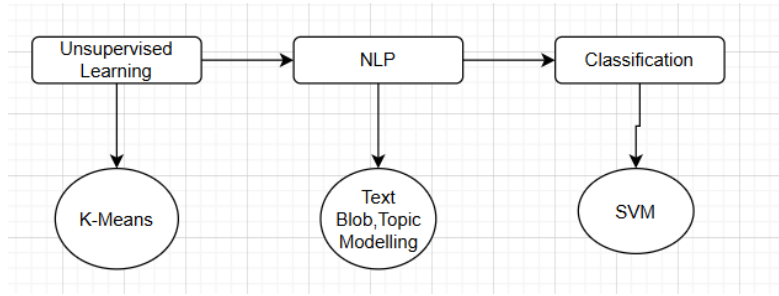 Unsupervised
Learning
NLP
Classification
K-Means
Text
Blob,Topic
Modelling
SVM